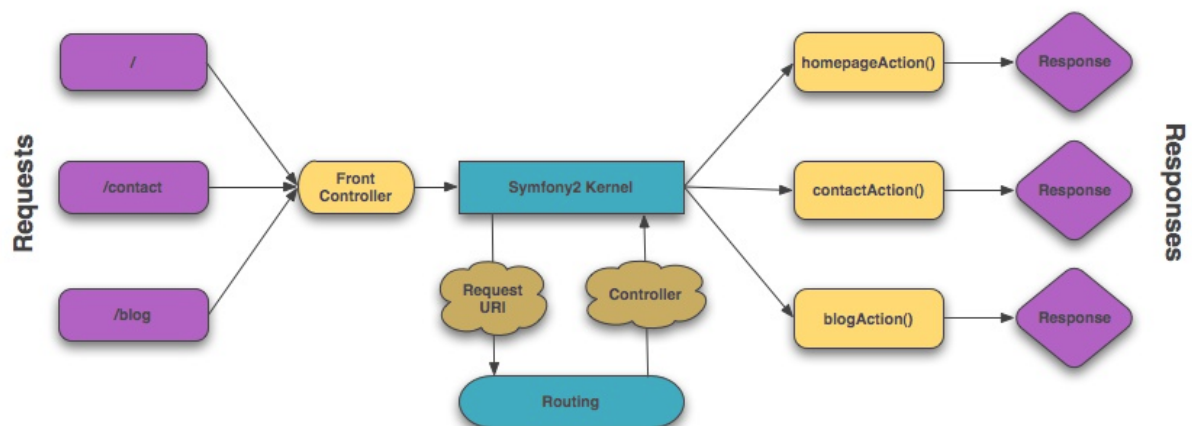 Requests
/
/contact
/blog
Front
Controller
Symfony2 Kernel
Request
URI
Controller
Routing
homepageAction()
contactAction()
blogAction()
Response
Response
Response
Responses